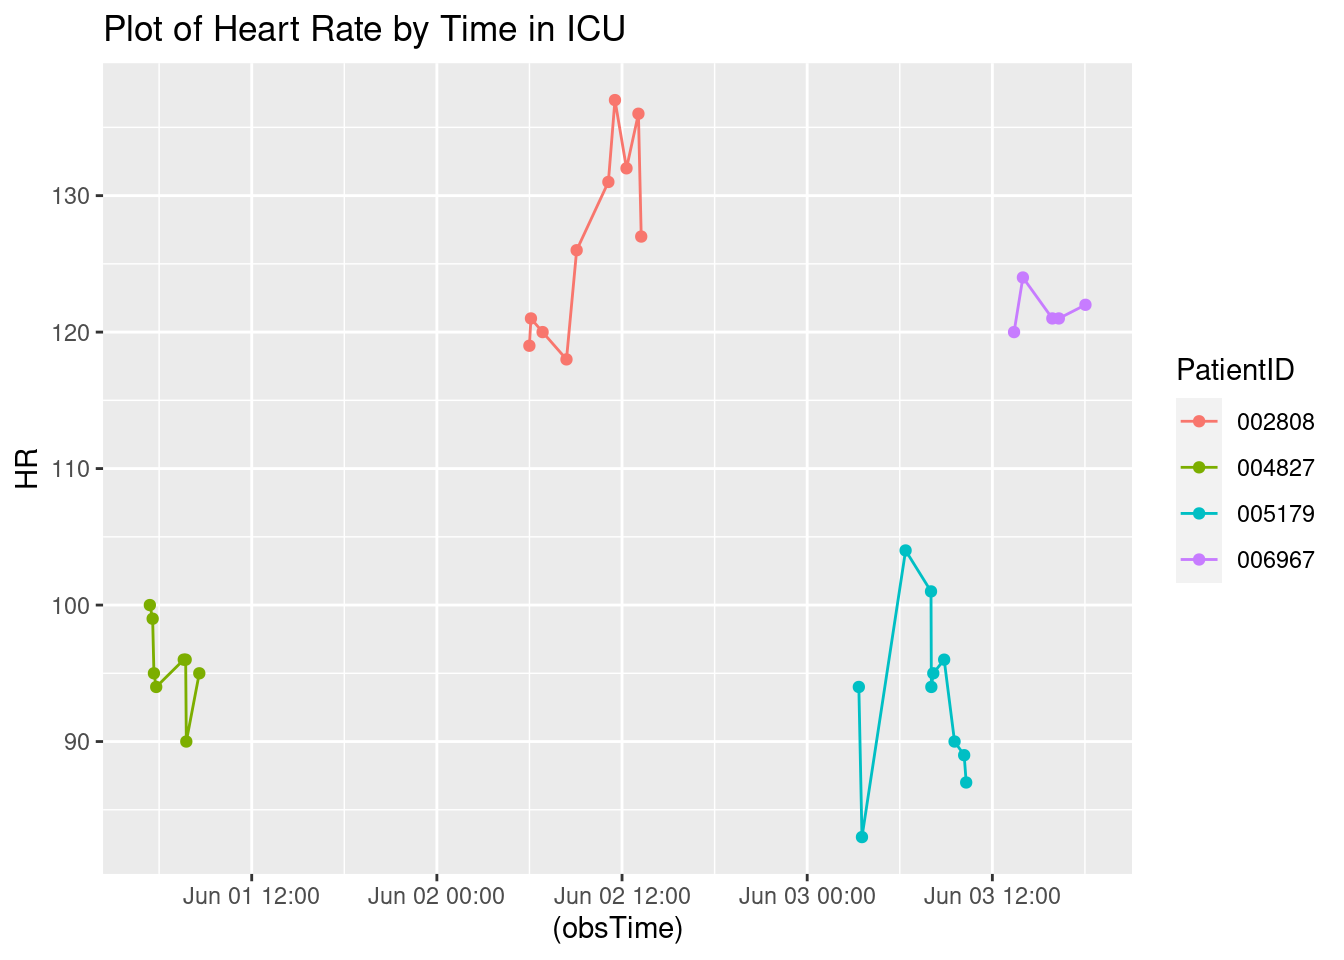 Plot of Heart Rate by Time in ICU
130
120
110
100
90
HR
Jun 01 12:00 Jun 02 00:00 Jun 02 12:00 Jun 03 00:00 Jun 03 12:00
(obsTime)
PatientID
002808
004827
005179
006967